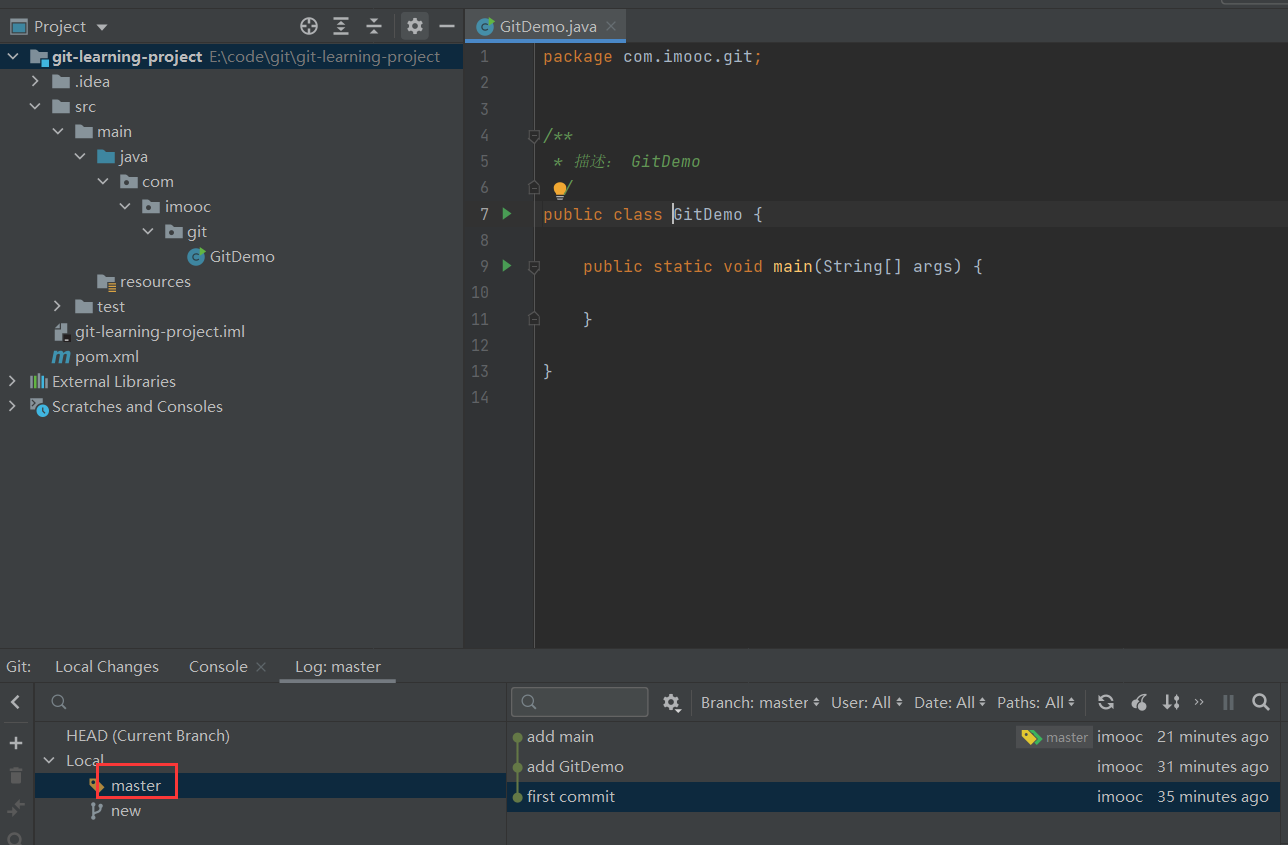 Project
git-learning-project E:\code\git\git-learning-project
.idea
src
main
java
com
imooc
git
GitDemo
resources
test
git-learning-project.iml
pom.xml
External Libraries
Scratches and Consoles
GitDemo.java
1 package com.imooc.git;
2
3
4 /**
5 * 描述： GitDemo
6 */
7 public class GitDemo {
8
9 public static void main(String[] args) {
10
11 }
12
13 }
14
Git: Local Changes Console Log: master
HEAD (Current Branch)
Local
master
new
Branch: master User: All Date: All Paths: All
add main master imooc 21 minutes ago
add GitDemo imooc 31 minutes ago
first commit imooc 35 minutes ago